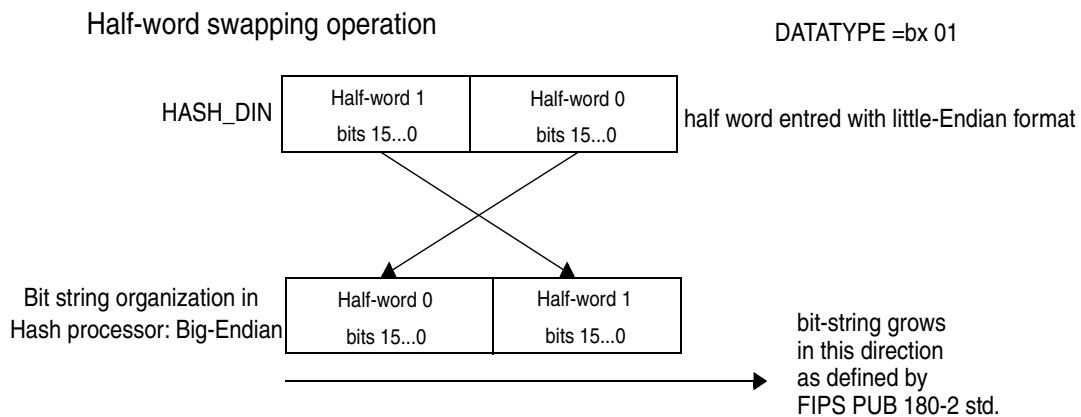 Half-word swapping operation
DATATYPE =bx 01
HASH_DIN
Half-word 1
bits 15...0
Half-word 0
bits 15...0
half word entred with little-Endian format
Bit string organization in
Hash processor: Big-Endian
Half-word 0
bits 15...0
Half-word 1
bits 15...0
bit-string grows
in this direction
as defined by
FIPS PUB 180-2 std.